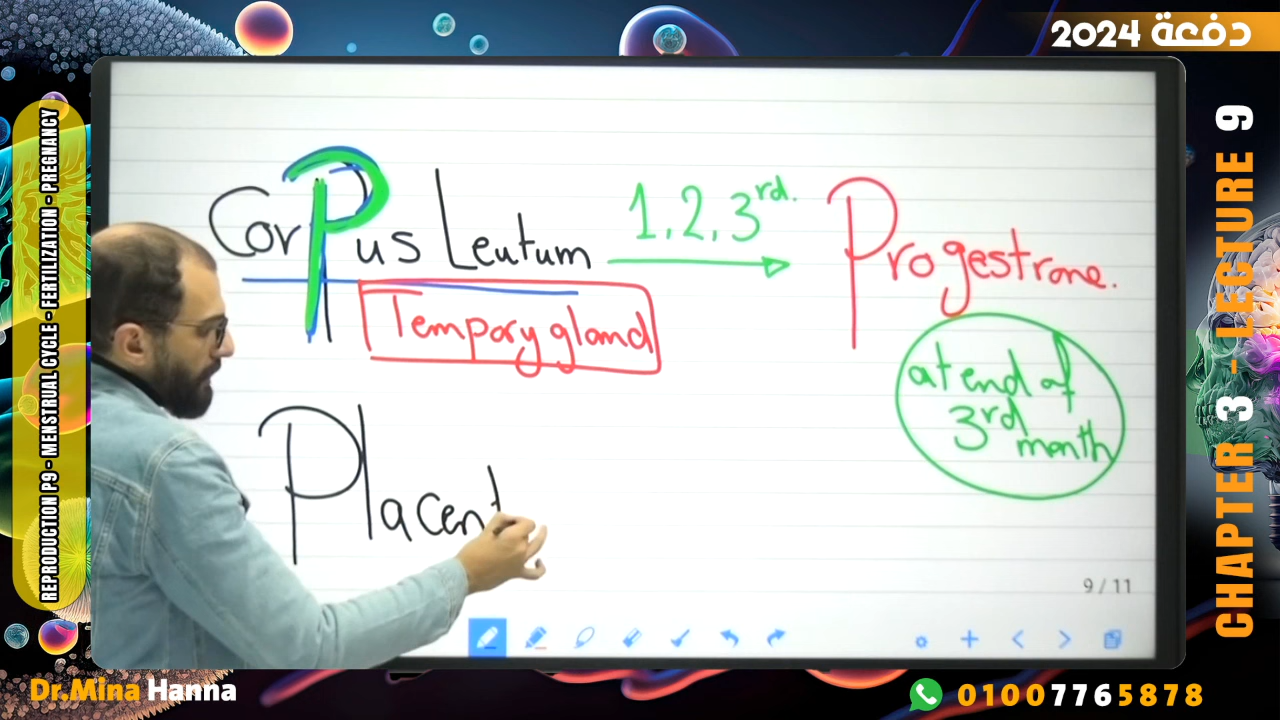 دفعة 2024
REPRODUCTION P9 - MENSTRUAL CYCLE - FERTILIZATION - PREGNANCY
CorPus Leutum
1,2,3rd.
Progestrone.
Tempory gland
at end of
3rd month
Placent
9 / 11
CHAPTER 3 - LECTURE 9
Dr.Mina Hanna
01007765878